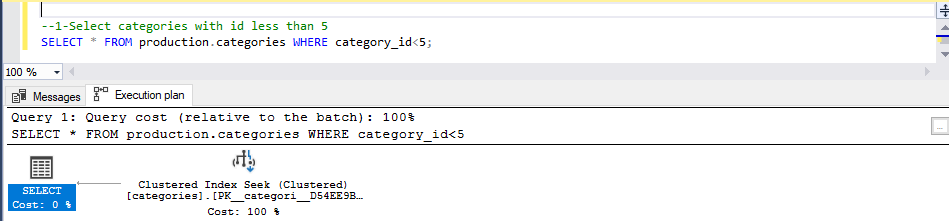 --1-Select categories with id less than 5
SELECT * FROM production.categories WHERE category_id<5;
100 %
Messages
Execution plan
Query 1: Query cost (relative to the batch): 100%
SELECT * FROM production.categories WHERE category_id<5
...
SELECT
Cost: 0 %
Clustered Index Seek (Clustered)
[categories].[PK__categori__D54EE9B…
Cost: 100 %